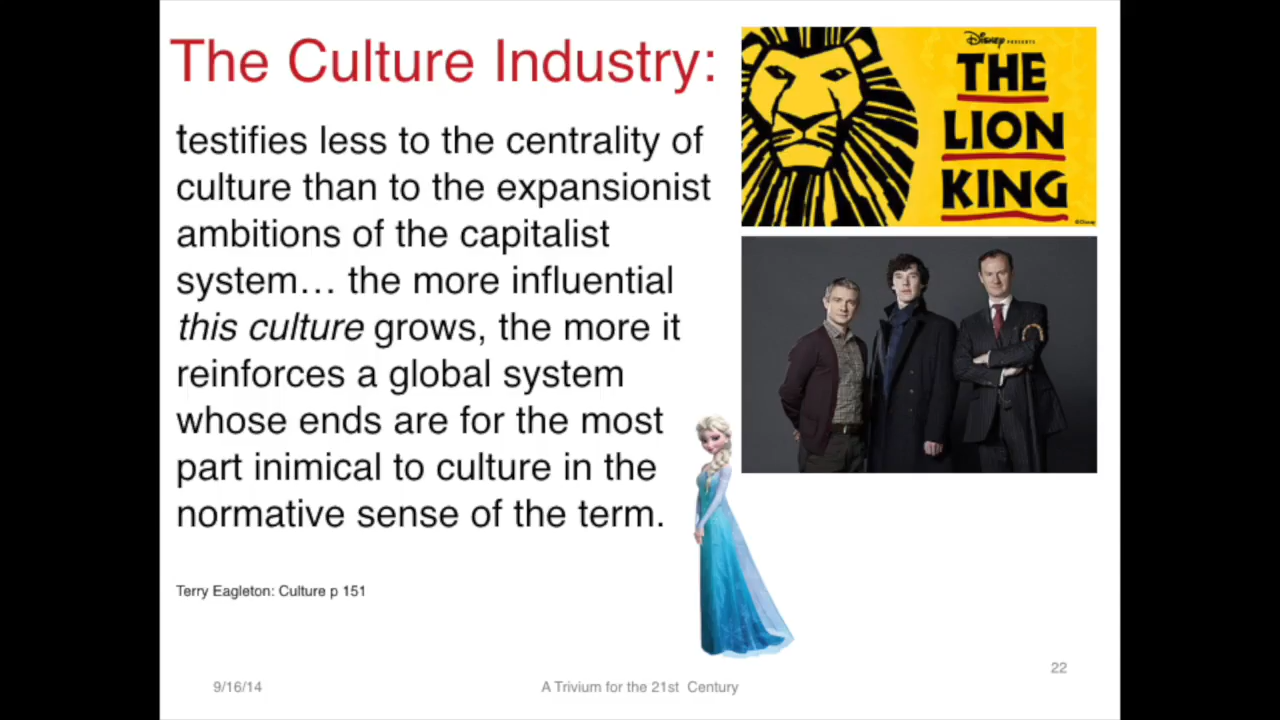 The Culture Industry:
testifies less to the centrality of
culture than to the expansionist
ambitions of the capitalist
system… the more influential
this culture grows, the more it
reinforces a global system
whose ends are for the most
part inimical to culture in the
normative sense of the term.
Terry Eagleton: Culture p 151
Disney PRESENTS
THE
LION
KING
©Disney
9/16/14
A Trivium for the 21st Century
22